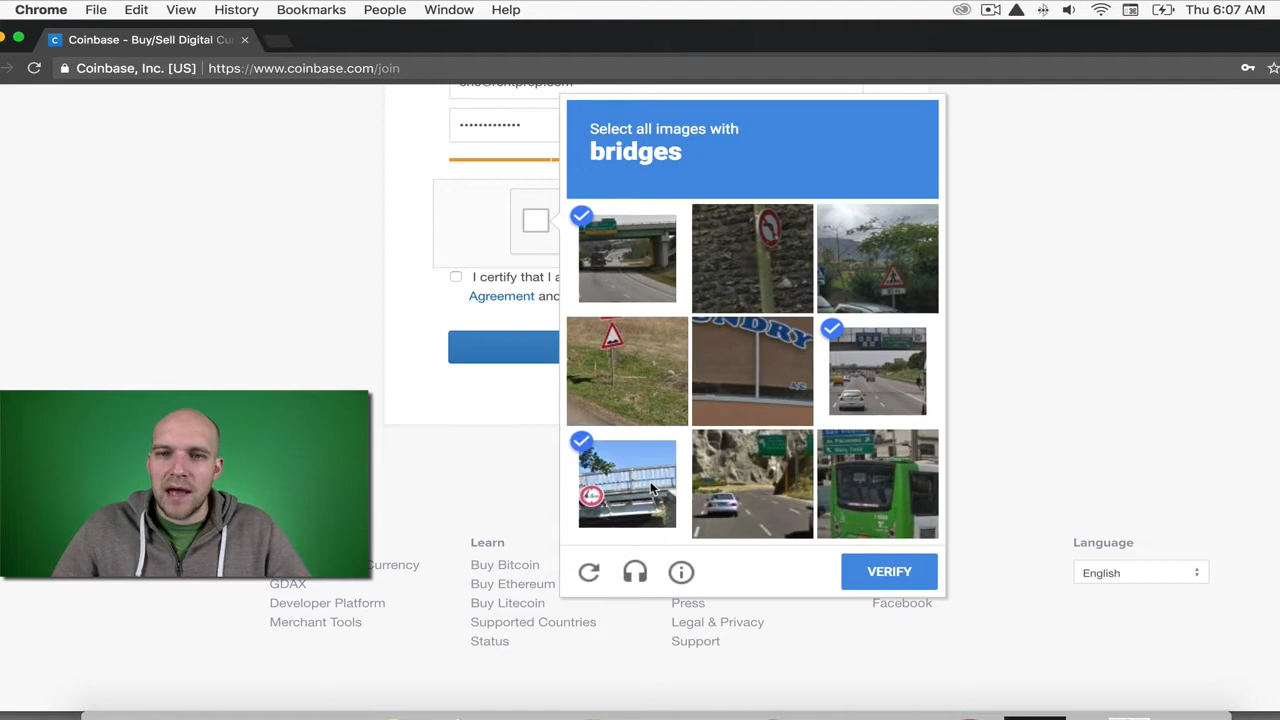 Chrome File Edit View History Bookmarks People Window Help Thu 6:07 AM
Coinbase - Buy/Sell Digital Cu
Coinbase, Inc. [US] https://www.coinbase.com/join
•••••••••••••
Select all images with
bridges
I certify that I a
Agreement and
NDRY
A/C
VERIFY
Learn
Language
Currency
Buy Bitcoin
GDAX
Buy Ethereum
English
Developer Platform
Buy Litecoin
Press
Facebook
Merchant Tools
Supported Countries
Legal & Privacy
Status
Support